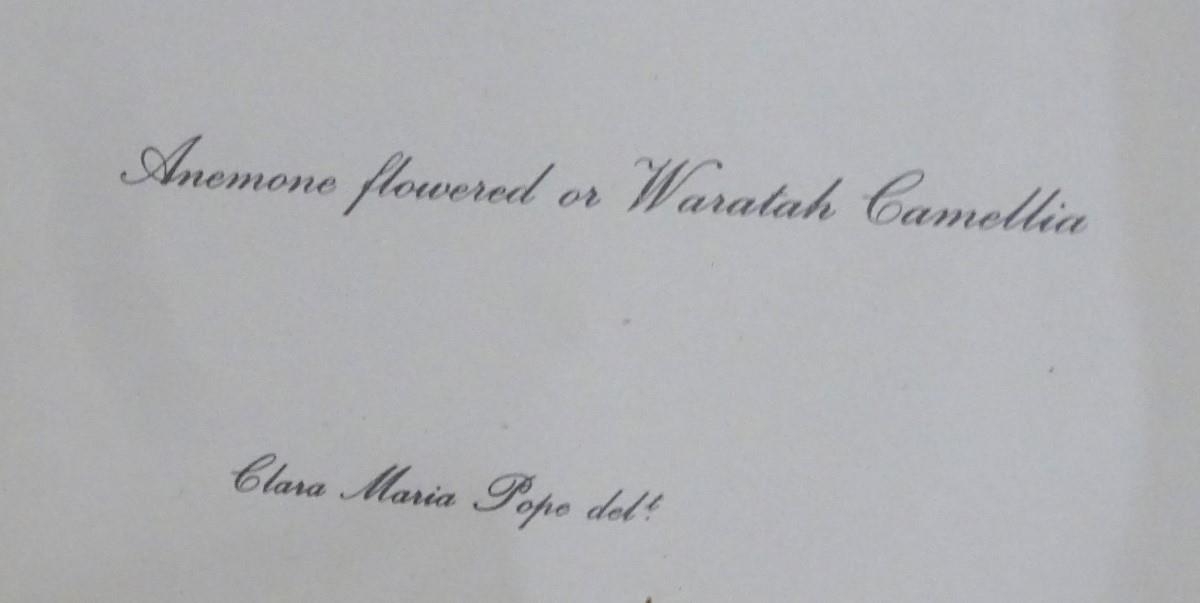 Anemone flowered or Waratah Camellia
Clara Maria Pope delt.